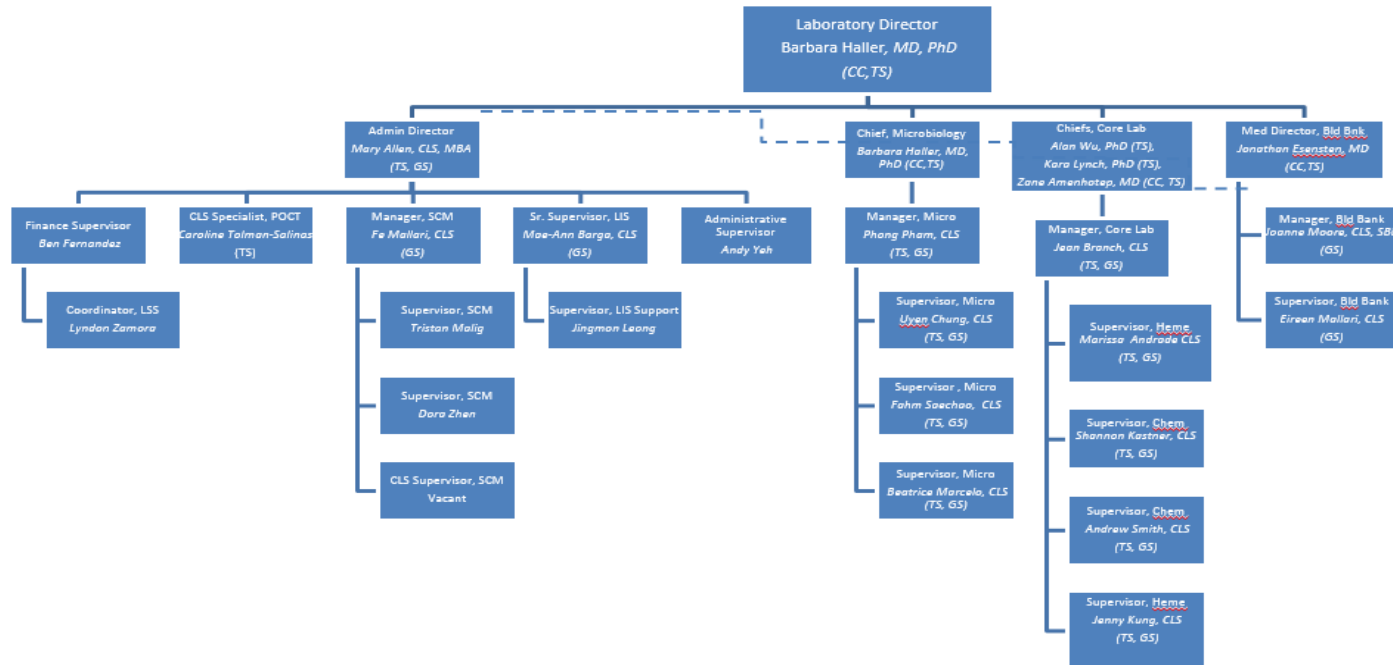 Laboratory Director
Barbara Haller, MD, PhD
(CC,TS)
Admin Director
Mary Allen, CLS, MBA
(TS, GS)
Chief, Microbiology
Barbara Haller, MD,
PhD (CC,TS)
Chiefs, Core Lab
Alan Wu, PhD (TS),
Kara Lynch, PhD (TS),
Zane Amenhotep, MD (CC, TS)
Med Director, Bld Bnk
Jonathan Esensten, MD
(CC,TS)
Finance Supervisor
Ben Fernandez
CLS Specialist, POCT
Caroline Talman-Salinas
(TS)
Manager, SCM
Fe Mallari, CLS
(GS)
Sr. Supervisor, LIS
Mae-Ann Barga, CLS
(GS)
Administrative
Supervisor
Andy Yeh
Manager, Micro
Phang Pham, CLS
(TS, GS)
Manager, Core Lab
Jean Branch, CLS
(TS, GS)
Manager, Bld Bank
Joanne Moore, CLS, SBB
(GS)
Coordinator, LSS
Lyndon Zamora
Supervisor, SCM
Tristan Malig
Supervisor, LIS Support
Jingmon Leong
Supervisor, Micro
Uyen Chung, CLS
(TS, GS)
Supervisor, Heme
Marissa Andrade CLS
(TS, GS)
Supervisor, Bld Bank
Eireen Mallari, CLS
(GS)
Supervisor, SCM
Dora Zhen
Supervisor , Micro
Fahm Saechao, CLS
(TS, GS)
Supervisor, Chem
Shannan Kastner, CLS
(TS, GS)
CLS Supervisor, SCM
Vacant
Supervisor, Micro
Beatrice Marcelo, CLS
(TS, GS)
Supervisor, Chem
Andrew Smith, CLS
(TS, GS)
Supervisor, Heme
Jenny Kung, CLS
(TS, GS)